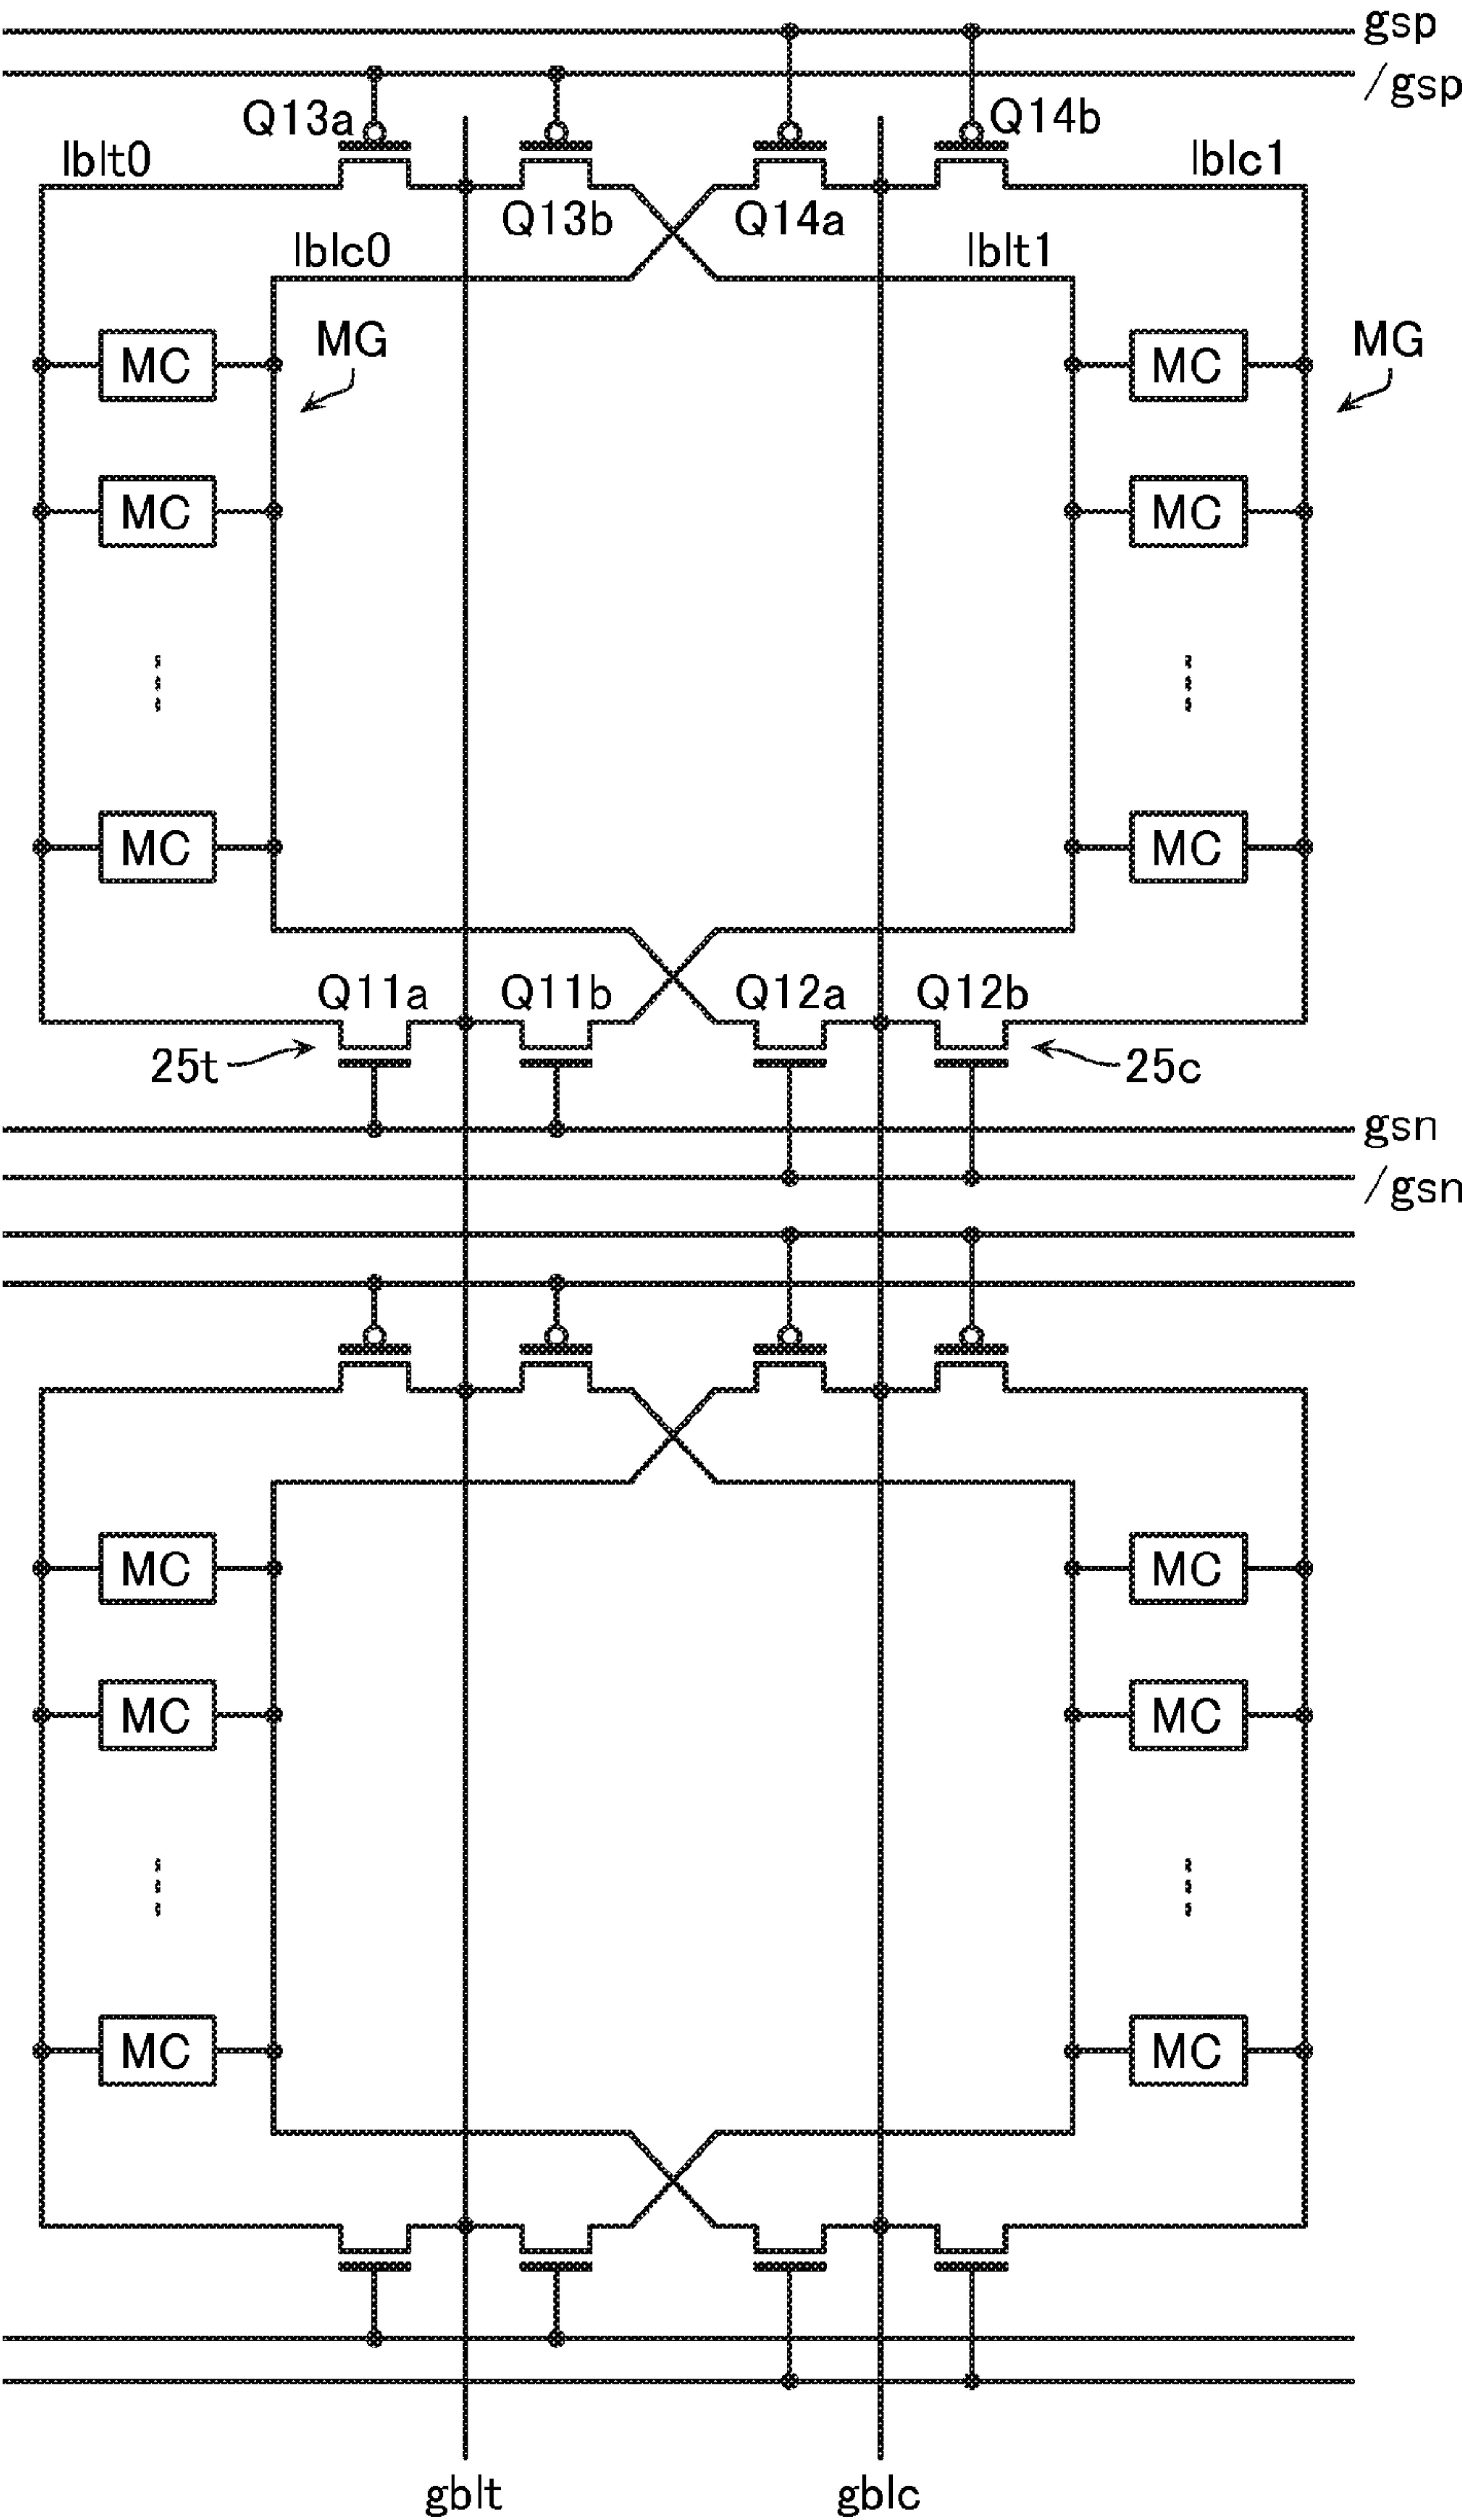 gsp
/gsp
Q13a
Q14b
lblt0
lblc1
Q13b
Q14a
lblc0
lblt1
MG
MG
MC
MC
MC
MC
MC
MC
Q11a
Q11b
Q12a
Q12b
25t
25c
gsn
/gsn
MC
MC
MC
MC
MC
MC
gblt
gblc